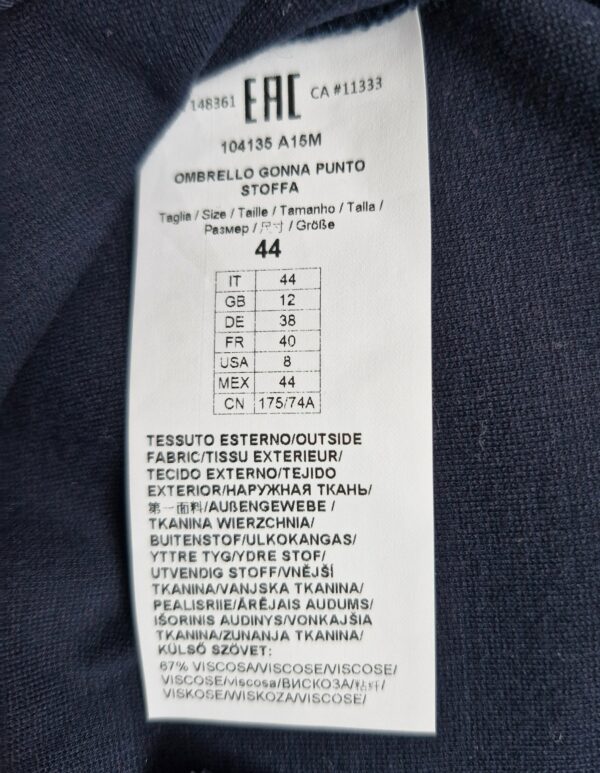 148361 EAC CA #11333
104135 A15M
OMBRELLO GONNA PUNTO
STOFFA
Taglia / Size / Taille / Tamanho / Talla /
Размер / 尺寸 / Größe
44
IT 44
GB 12
DE 38
FR 40
USA 8
MEX 44
CN 175/74A
TESSUTO ESTERNO/OUTSIDE
FABRIC/TISSU EXTERIEUR/
TECIDO EXTERNO/TEJIDO
EXTERIOR/НАРУЖНАЯ ТКАНЬ/
第一面料/AUßENGEWEBE /
TKANINA WIERZCHNIA/
BUITENSTOF/ULKOKANGAS/
YTTRE TYG/YDRE STOF/
UTVENDIG STOFF/VNĚJŠÍ
TKANINA/VANJSKA TKANINA/
PEALISRIIE/ĀRĒJAIS AUDUMS/
IŠORINIS AUDINYS/VONKAJŠIA
TKANINA/ZUNANJA TKANINA/
KÜLSŐ SZÖVET:
67% VISCOSA/VISCOSE/VISCOSE/
VISCOSE/viscosa/ВИСКОЗА/粘纤/
VISKOSE/WISKOZA/VISCOSE/